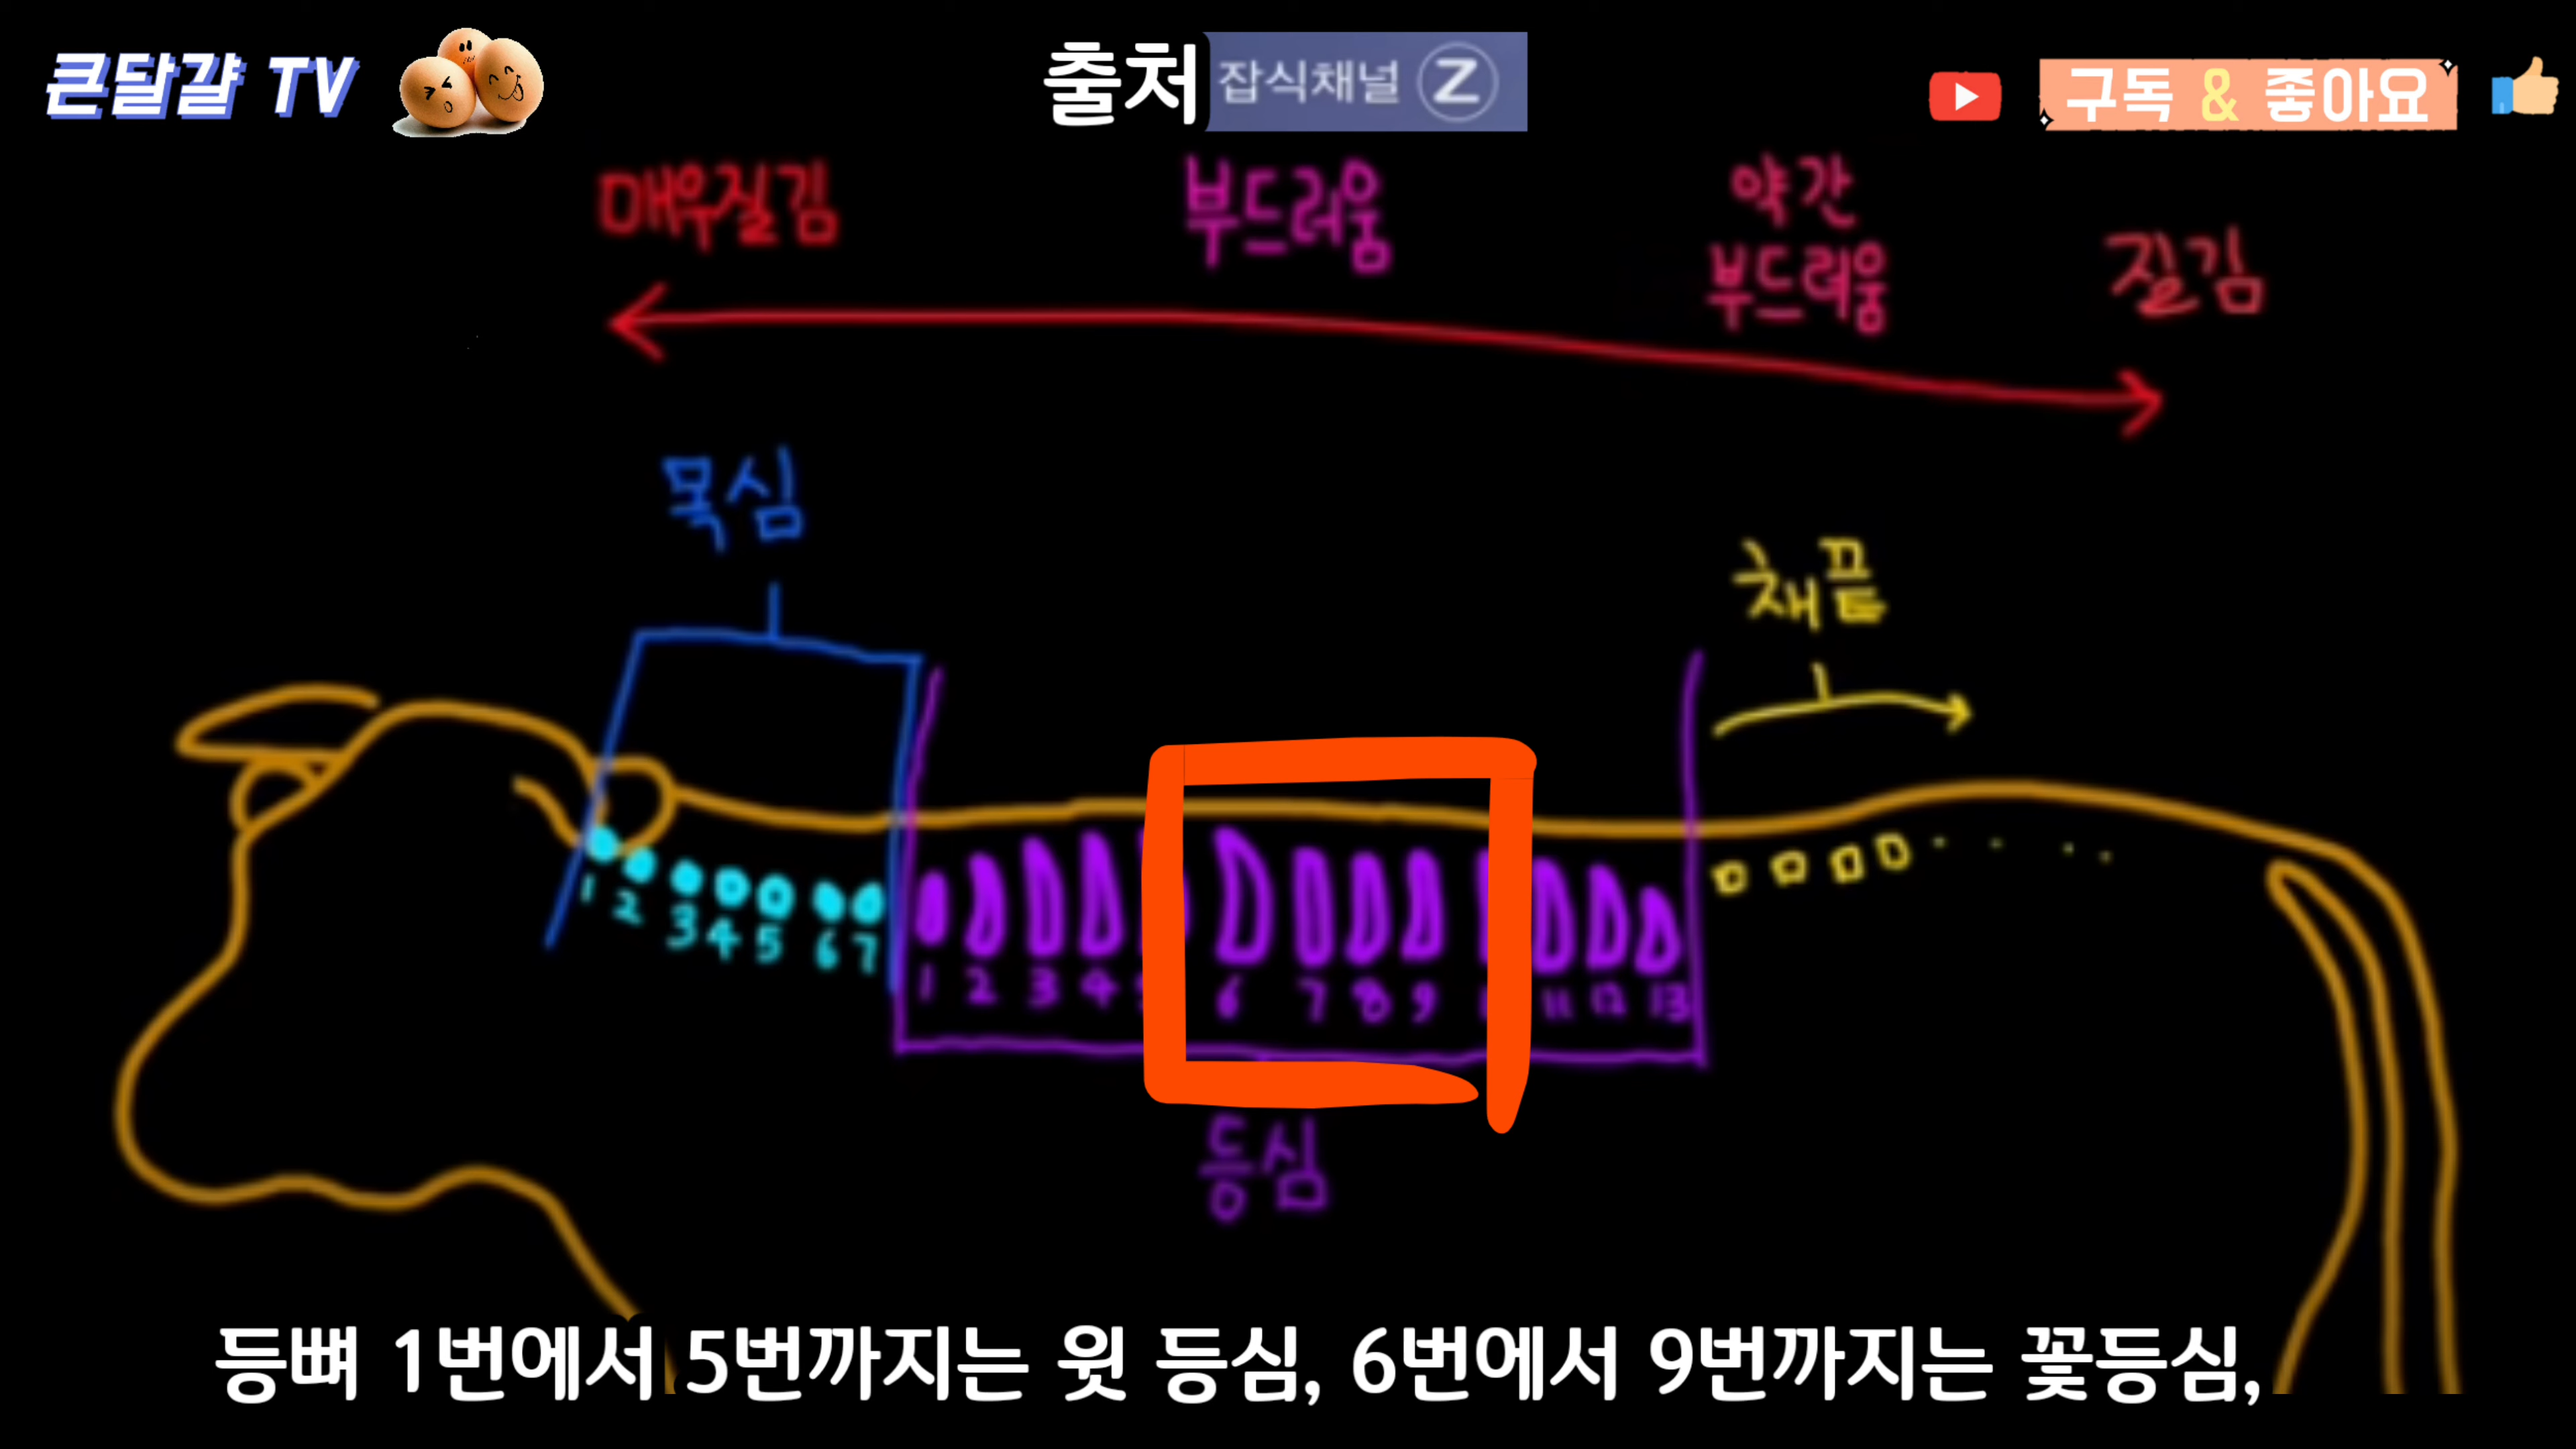 큰달걀 TV
출처 잡식채널 Z
구독 & 좋아요
매우질김
부드러움
약간
부드러움
질김
목심
채끝
1 2 3 4 5 6 7
1 2 3 4 6 7 8 9 11 12 13
등심
등뼈 1번에서 5번까지는 윗 등심, 6번에서 9번까지는 꽃등심,